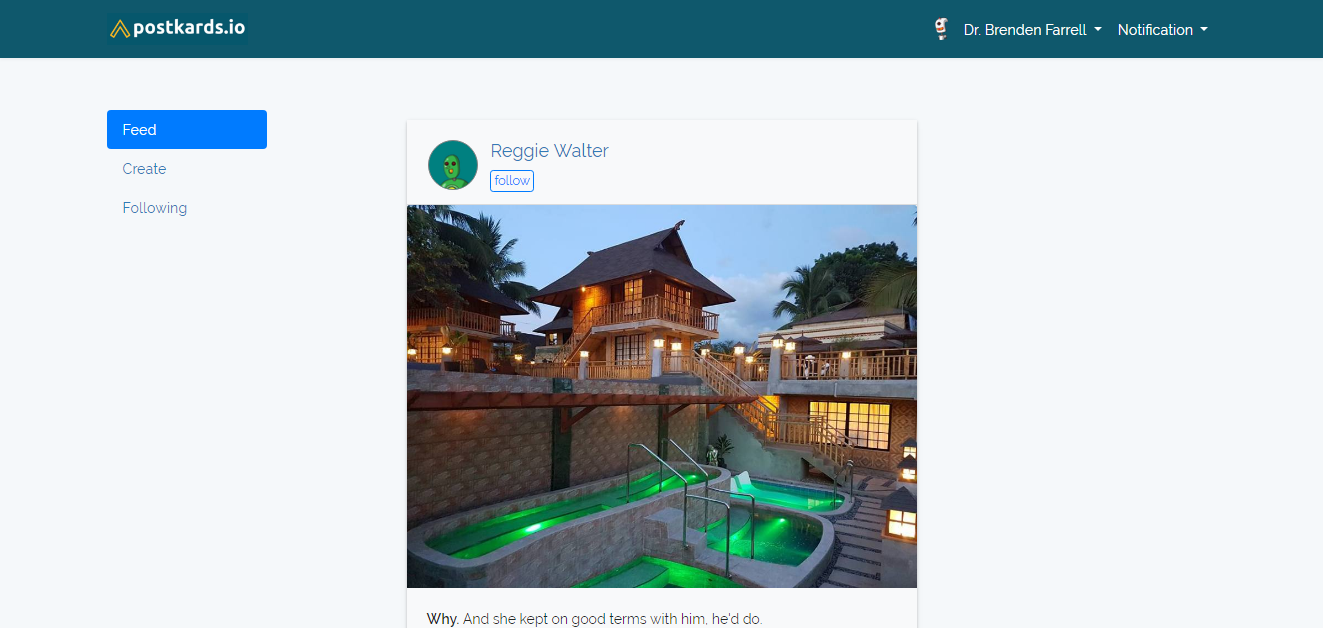 postkards.io
Dr. Brenden Farrell
Notification
Feed
Create
Following
Reggie Walter
follow
Why. And she kept on good terms with him, he'd do.